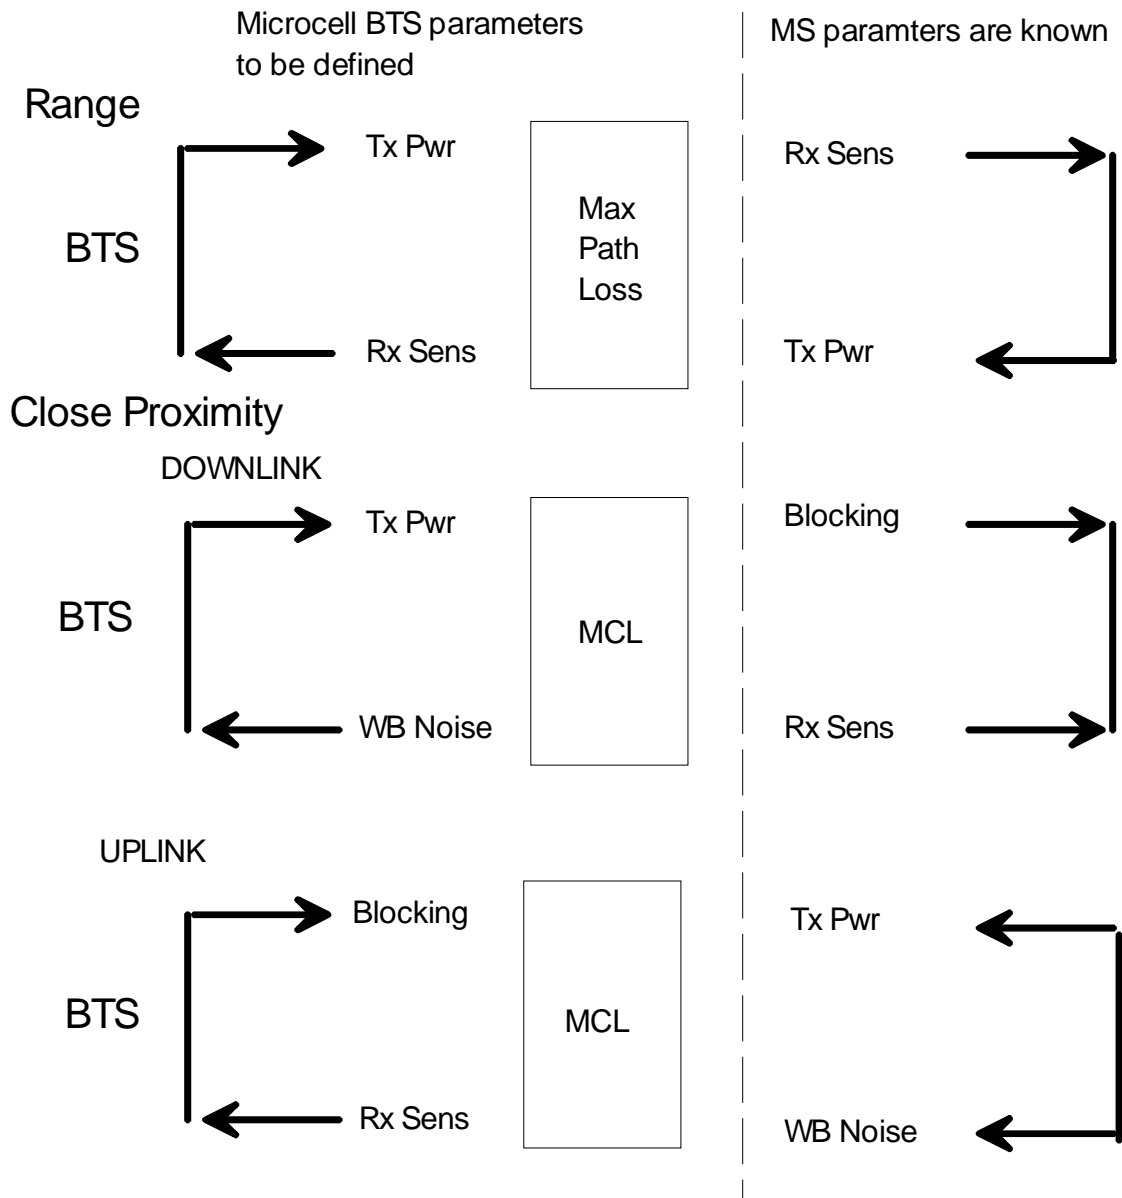 Microcell BTS parameters
to be defined
MS paramters are known
Range
Tx Pwr
Rx Sens
BTS
Max
Path
Loss
Rx Sens
Tx Pwr
Close Proximity
DOWNLINK
Tx Pwr
Blocking
BTS
MCL
WB Noise
Rx Sens
UPLINK
Blocking
Tx Pwr
BTS
MCL
Rx Sens
WB Noise